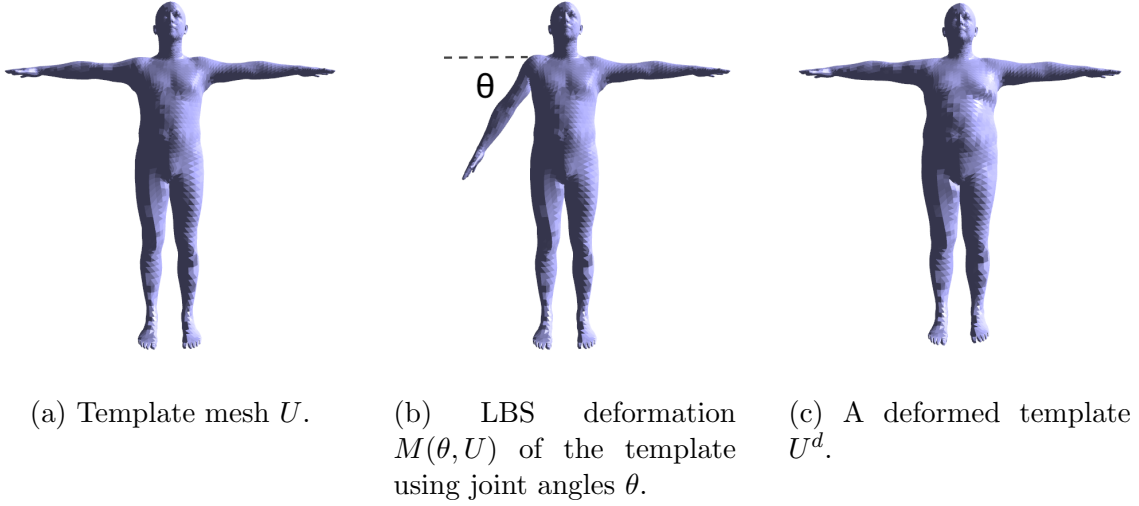 θ
(a) Template mesh U.
(b) LBS deformation
M(θ, U) of the template
using joint angles θ.
(c) A deformed template
U^d.